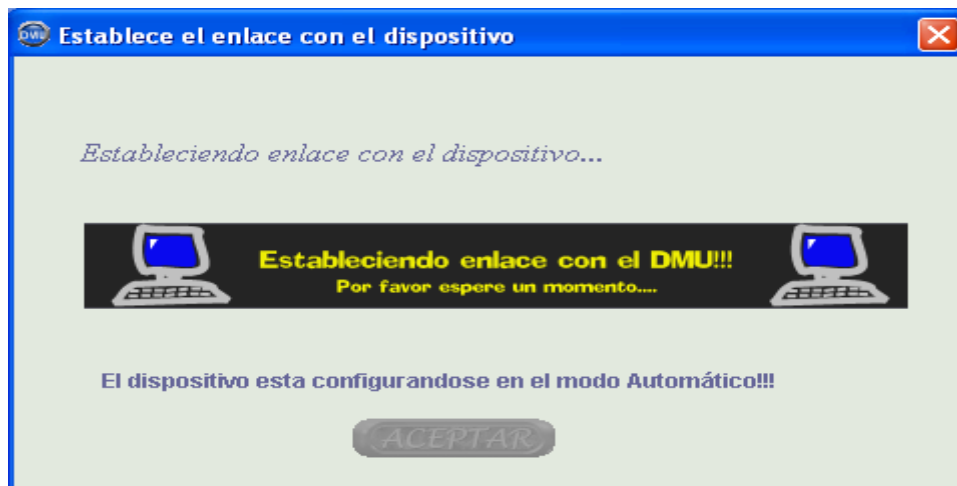 DMU Establece el enlace con el dispositivo
Estableciendo enlace con el dispositivo...
Estableciendo enlace con el DMU!!!
Por favor espere un momento....
El dispositivo esta configurandose en el modo Automático!!!
ACEPTAR